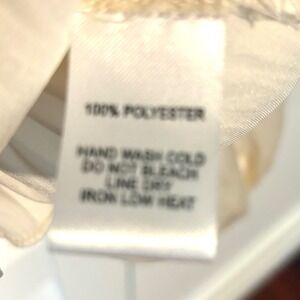 100% POLYESTER
HAND WASH COLD
DO NOT BLEACH
LINE DRY
IRON LOW HEAT